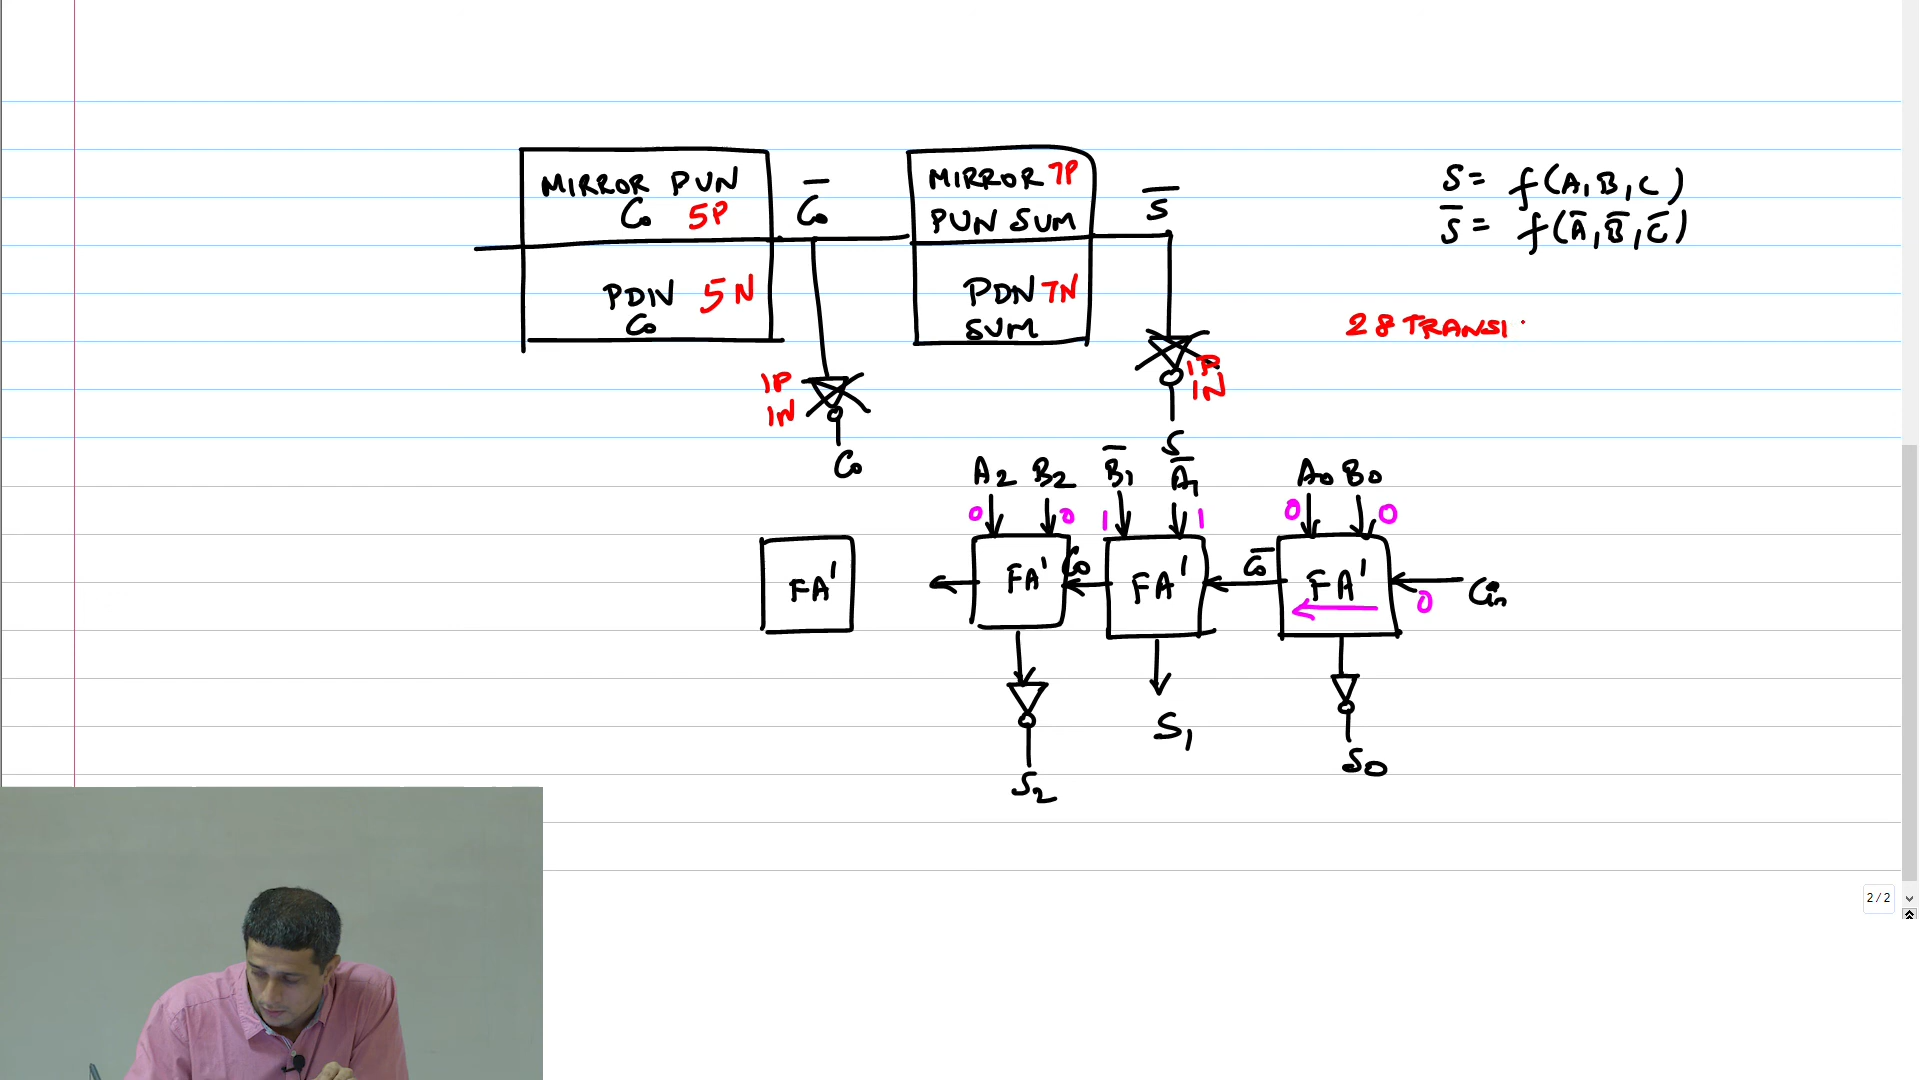 MIRROR PUN
Co 5P
PDN 5N
Co
C̅o
1P
1N
Co
MIRROR 7P
PUN SUM
PDN 7N
SUM
S̅
1P
1N
S
S = f(A, B, C)
S̅ = f(A̅, B̅, C̅)
28 TRANSI
A2 B2 B̅1 A̅1 A0 B0
0 0 1 1 0 0
FA' FA' Co FA' C̅o FA' 0 Cin
S2 S1 S0
2/2